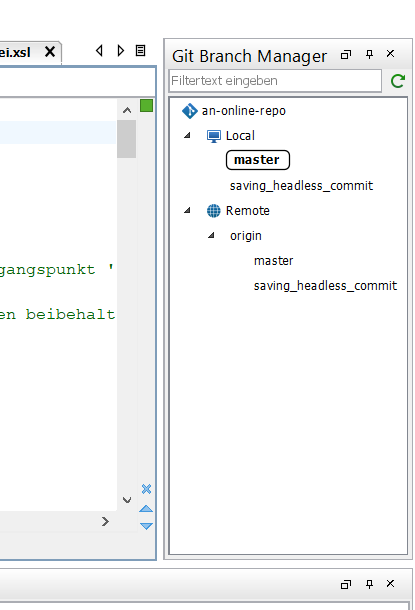 ei.xsl
Git Branch Manager
Filtertext eingeben
an-online-repo
Local
master
saving_headless_commit
Remote
origin
master
saving_headless_commit
gangspunkt '
en beibehalt